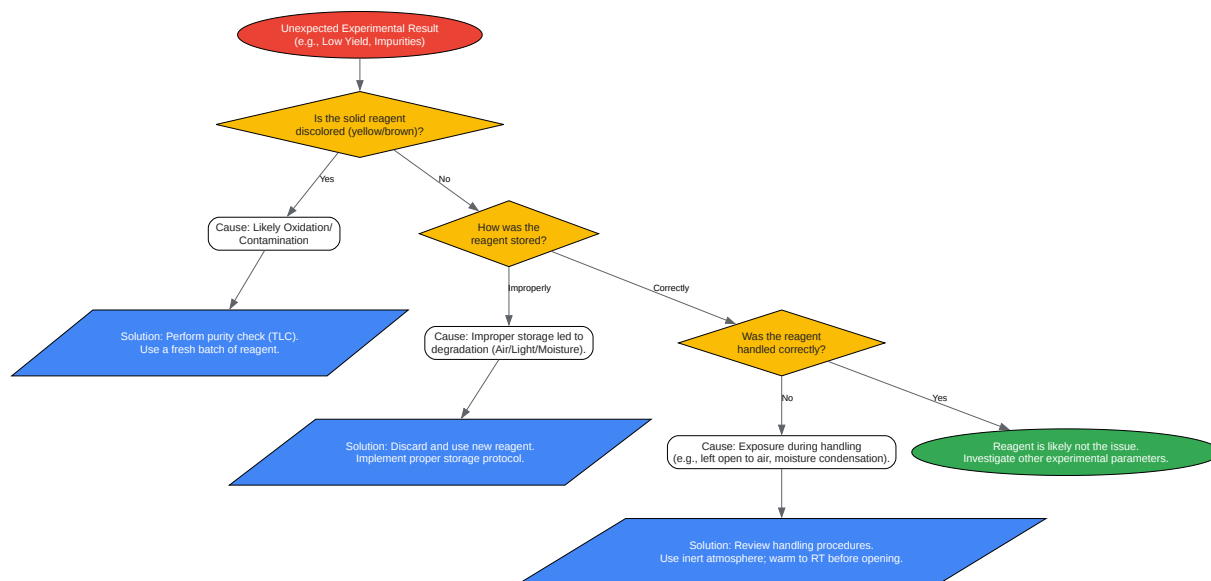 Unexpected Experimental Result
(e.g., Low Yield, Impurities)
Is the solid reagent
discolored (yellow/brown)?
Yes
No
Cause: Likely Oxidation/
Contamination
How was the
reagent stored?
Improperly
Correctly
Solution: Perform purity check (TLC).
Use a fresh batch of reagent.
Cause: Improper storage led to
degradation (Air/Light/Moisture).
Was the reagent
handled correctly?
No
Yes
Solution: Discard and use new reagent.
Implement proper storage protocol.
Cause: Exposure during handling
(e.g., left open to air, moisture condensation).
Reagent is likely not the issue.
Investigate other experimental parameters.
Solution: Review handling procedures.
Use inert atmosphere; warm to RT before opening.